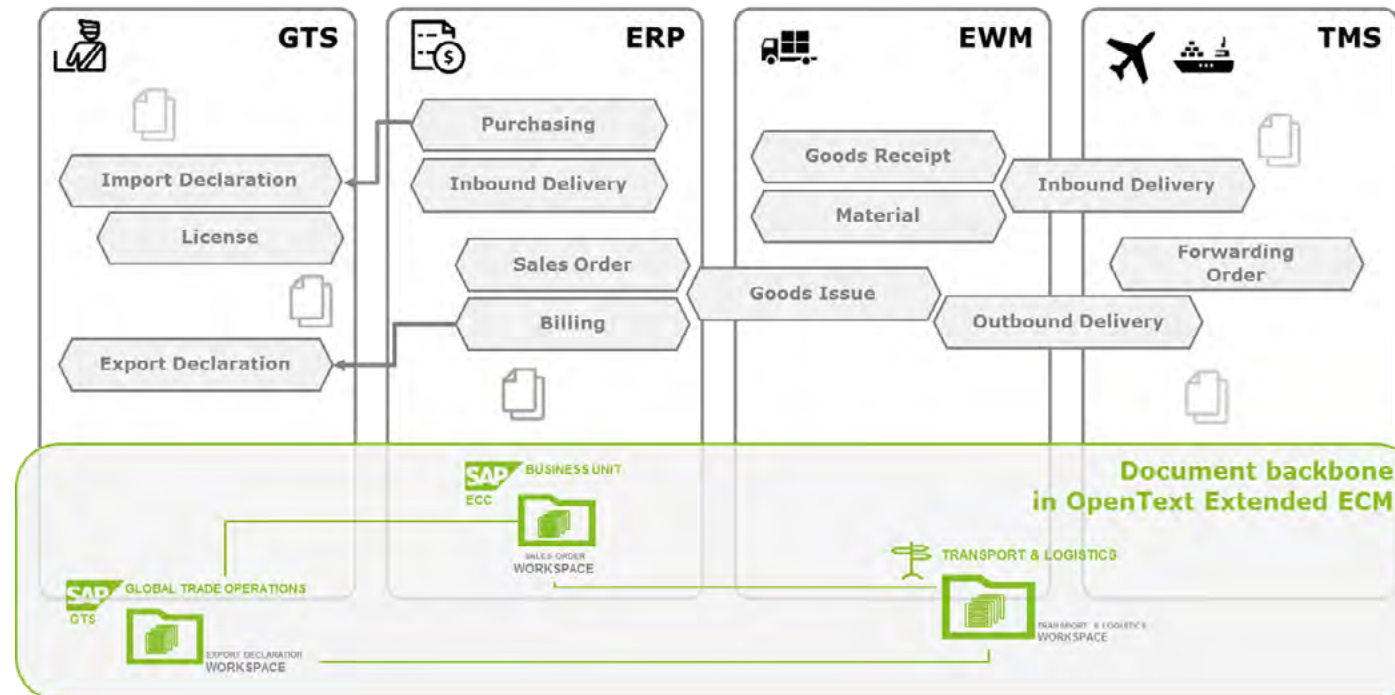 GTS
ERP
EWM
TMS
Purchasing
Import Declaration
Inbound Delivery
License
Sales Order
Billing
Export Declaration
Goods Receipt
Material
Goods Issue
Inbound Delivery
Forwarding
Order
Outbound Delivery
Document backbone
in OpenText Extended ECM
SAP
ECC
BUSINESS UNIT
SALES ORDER
WORKSPACE
TRANSPORT & LOGISTICS
TRANSPORT & LOGISTICS
WORKSPACE
SAP
GTS
GLOBAL TRADE OPERATIONS
EXPORT DECLARATION
WORKSPACE